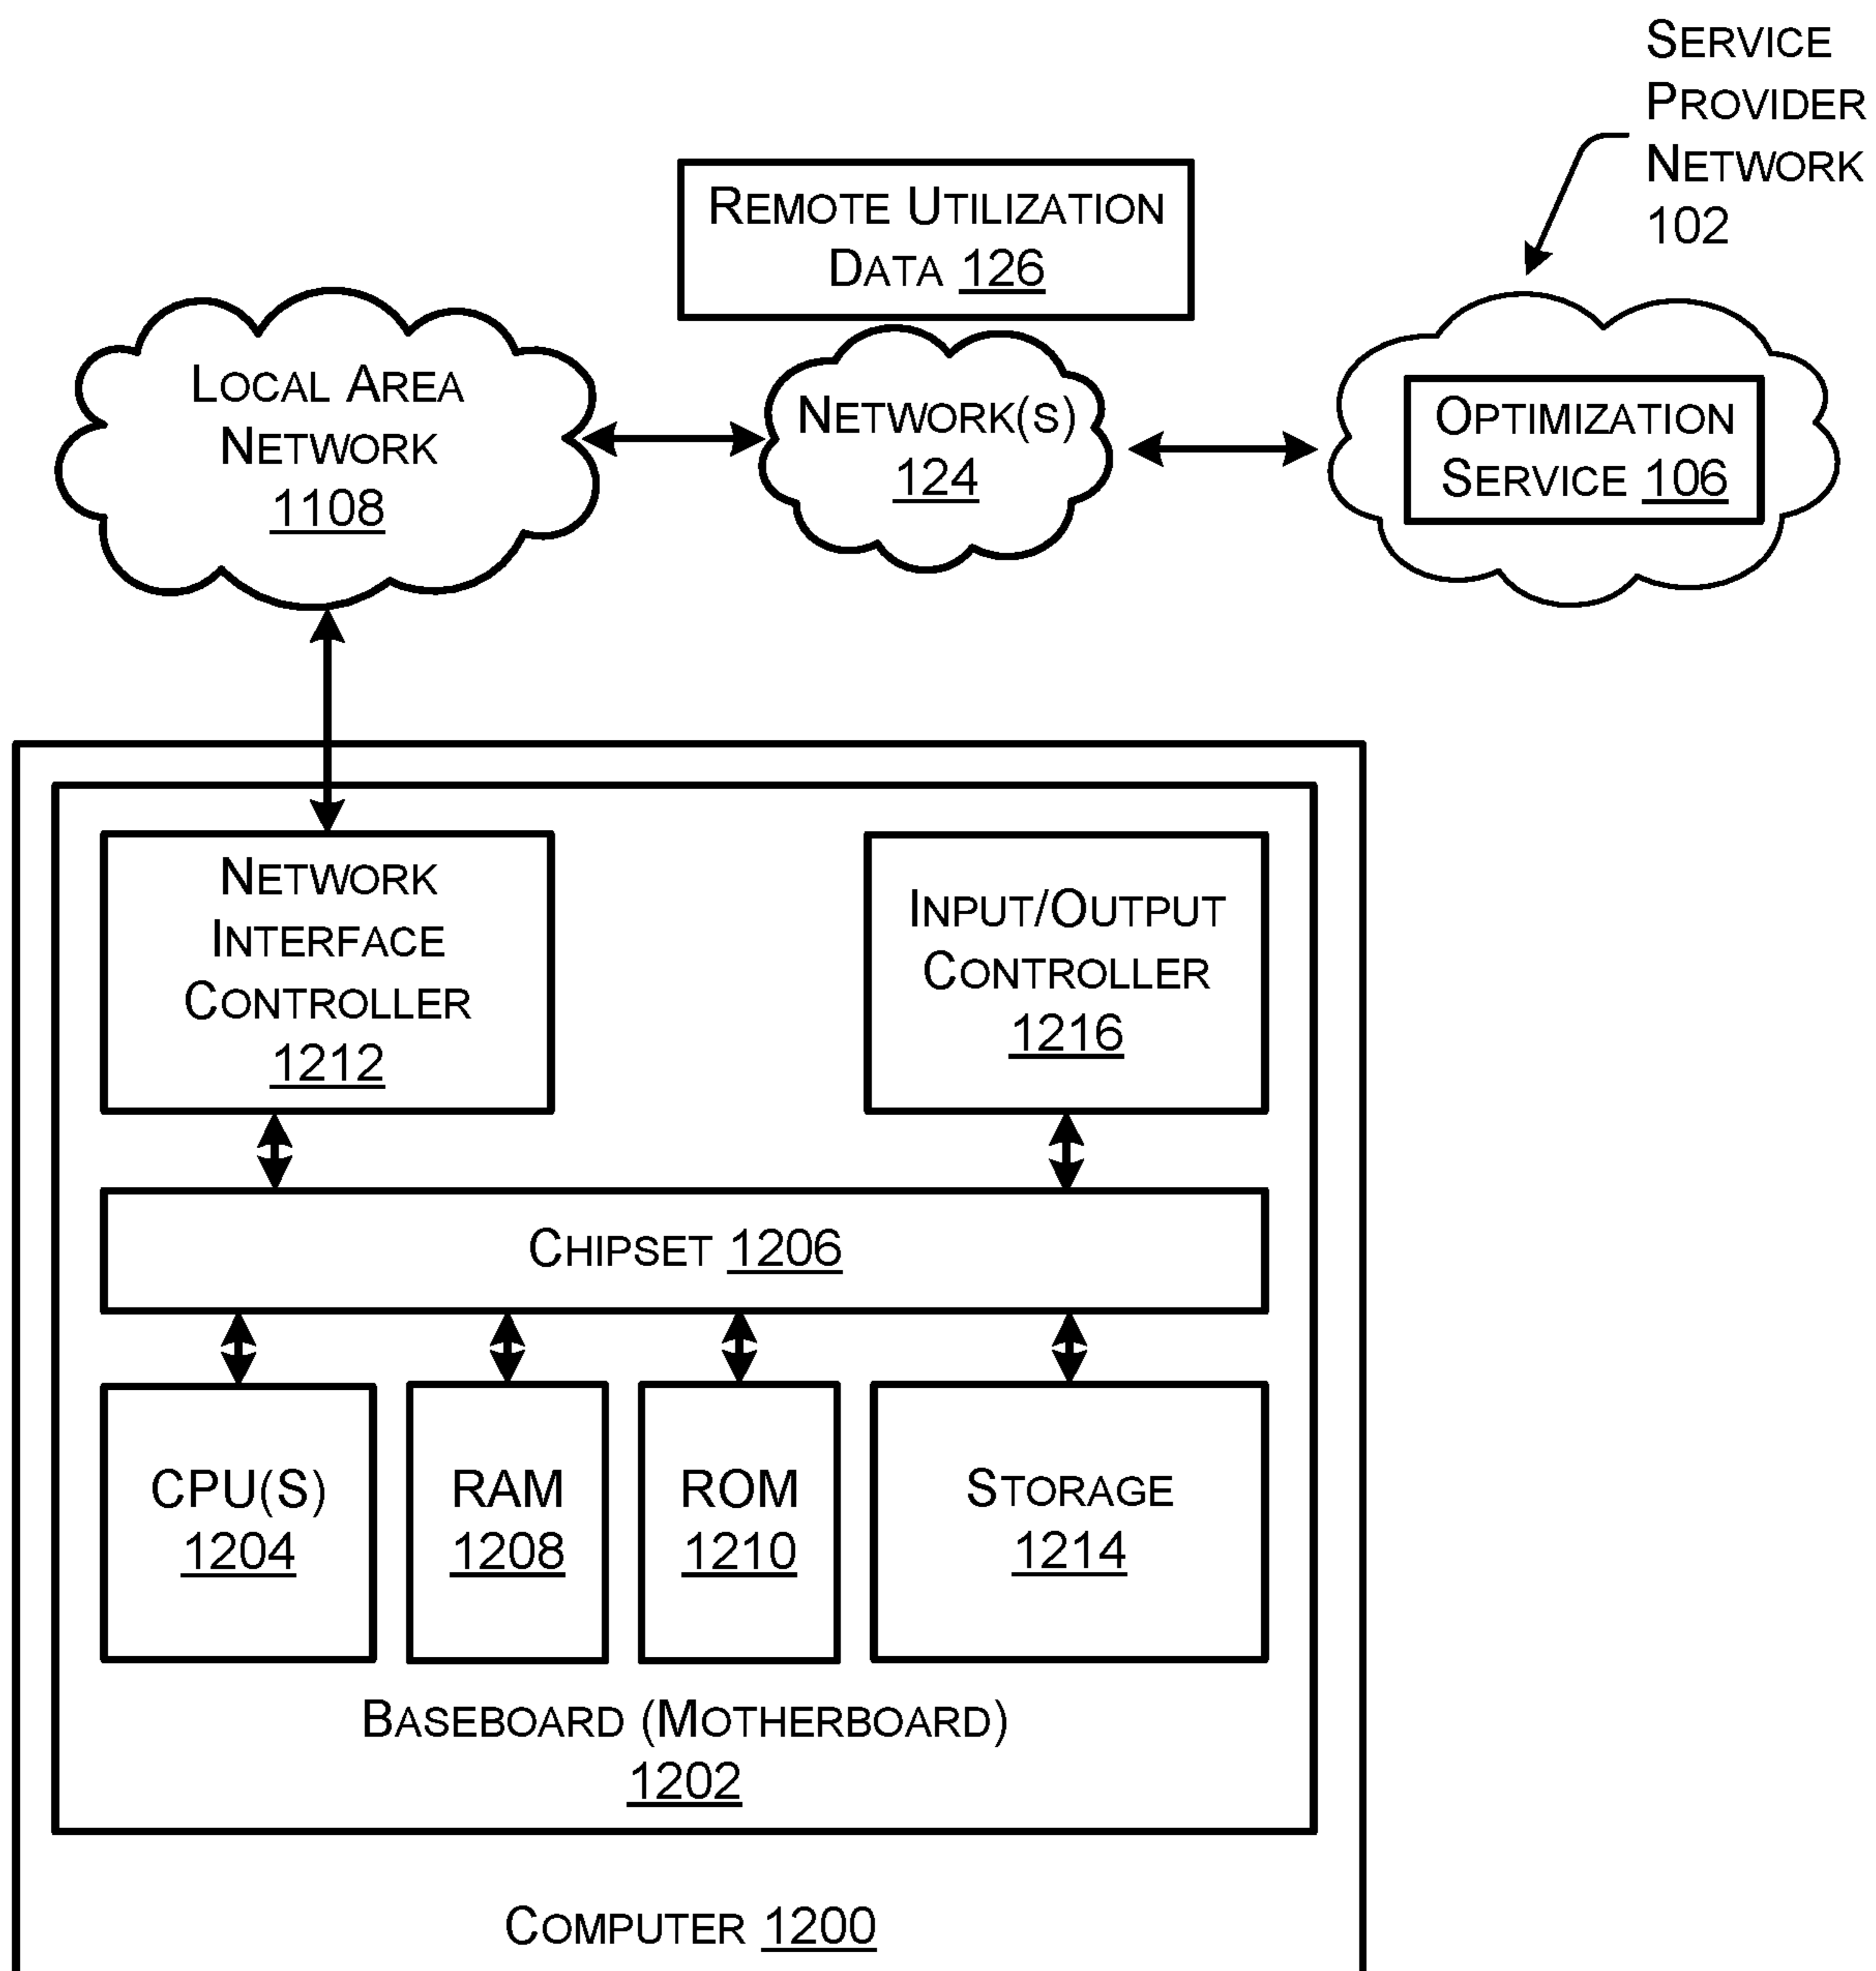 SERVICE
PROVIDER
NETWORK
102
REMOTE UTILIZATION
DATA 126
LOCAL AREA
NETWORK
1108
NETWORK(S)
124
OPTIMIZATION
SERVICE 106
NETWORK
INTERFACE
CONTROLLER
1212
INPUT/OUTPUT
CONTROLLER
1216
CHIPSET 1206
CPU(S)
1204
RAM
1208
ROM
1210
STORAGE
1214
BASEBOARD (MOTHERBOARD)
1202
COMPUTER 1200